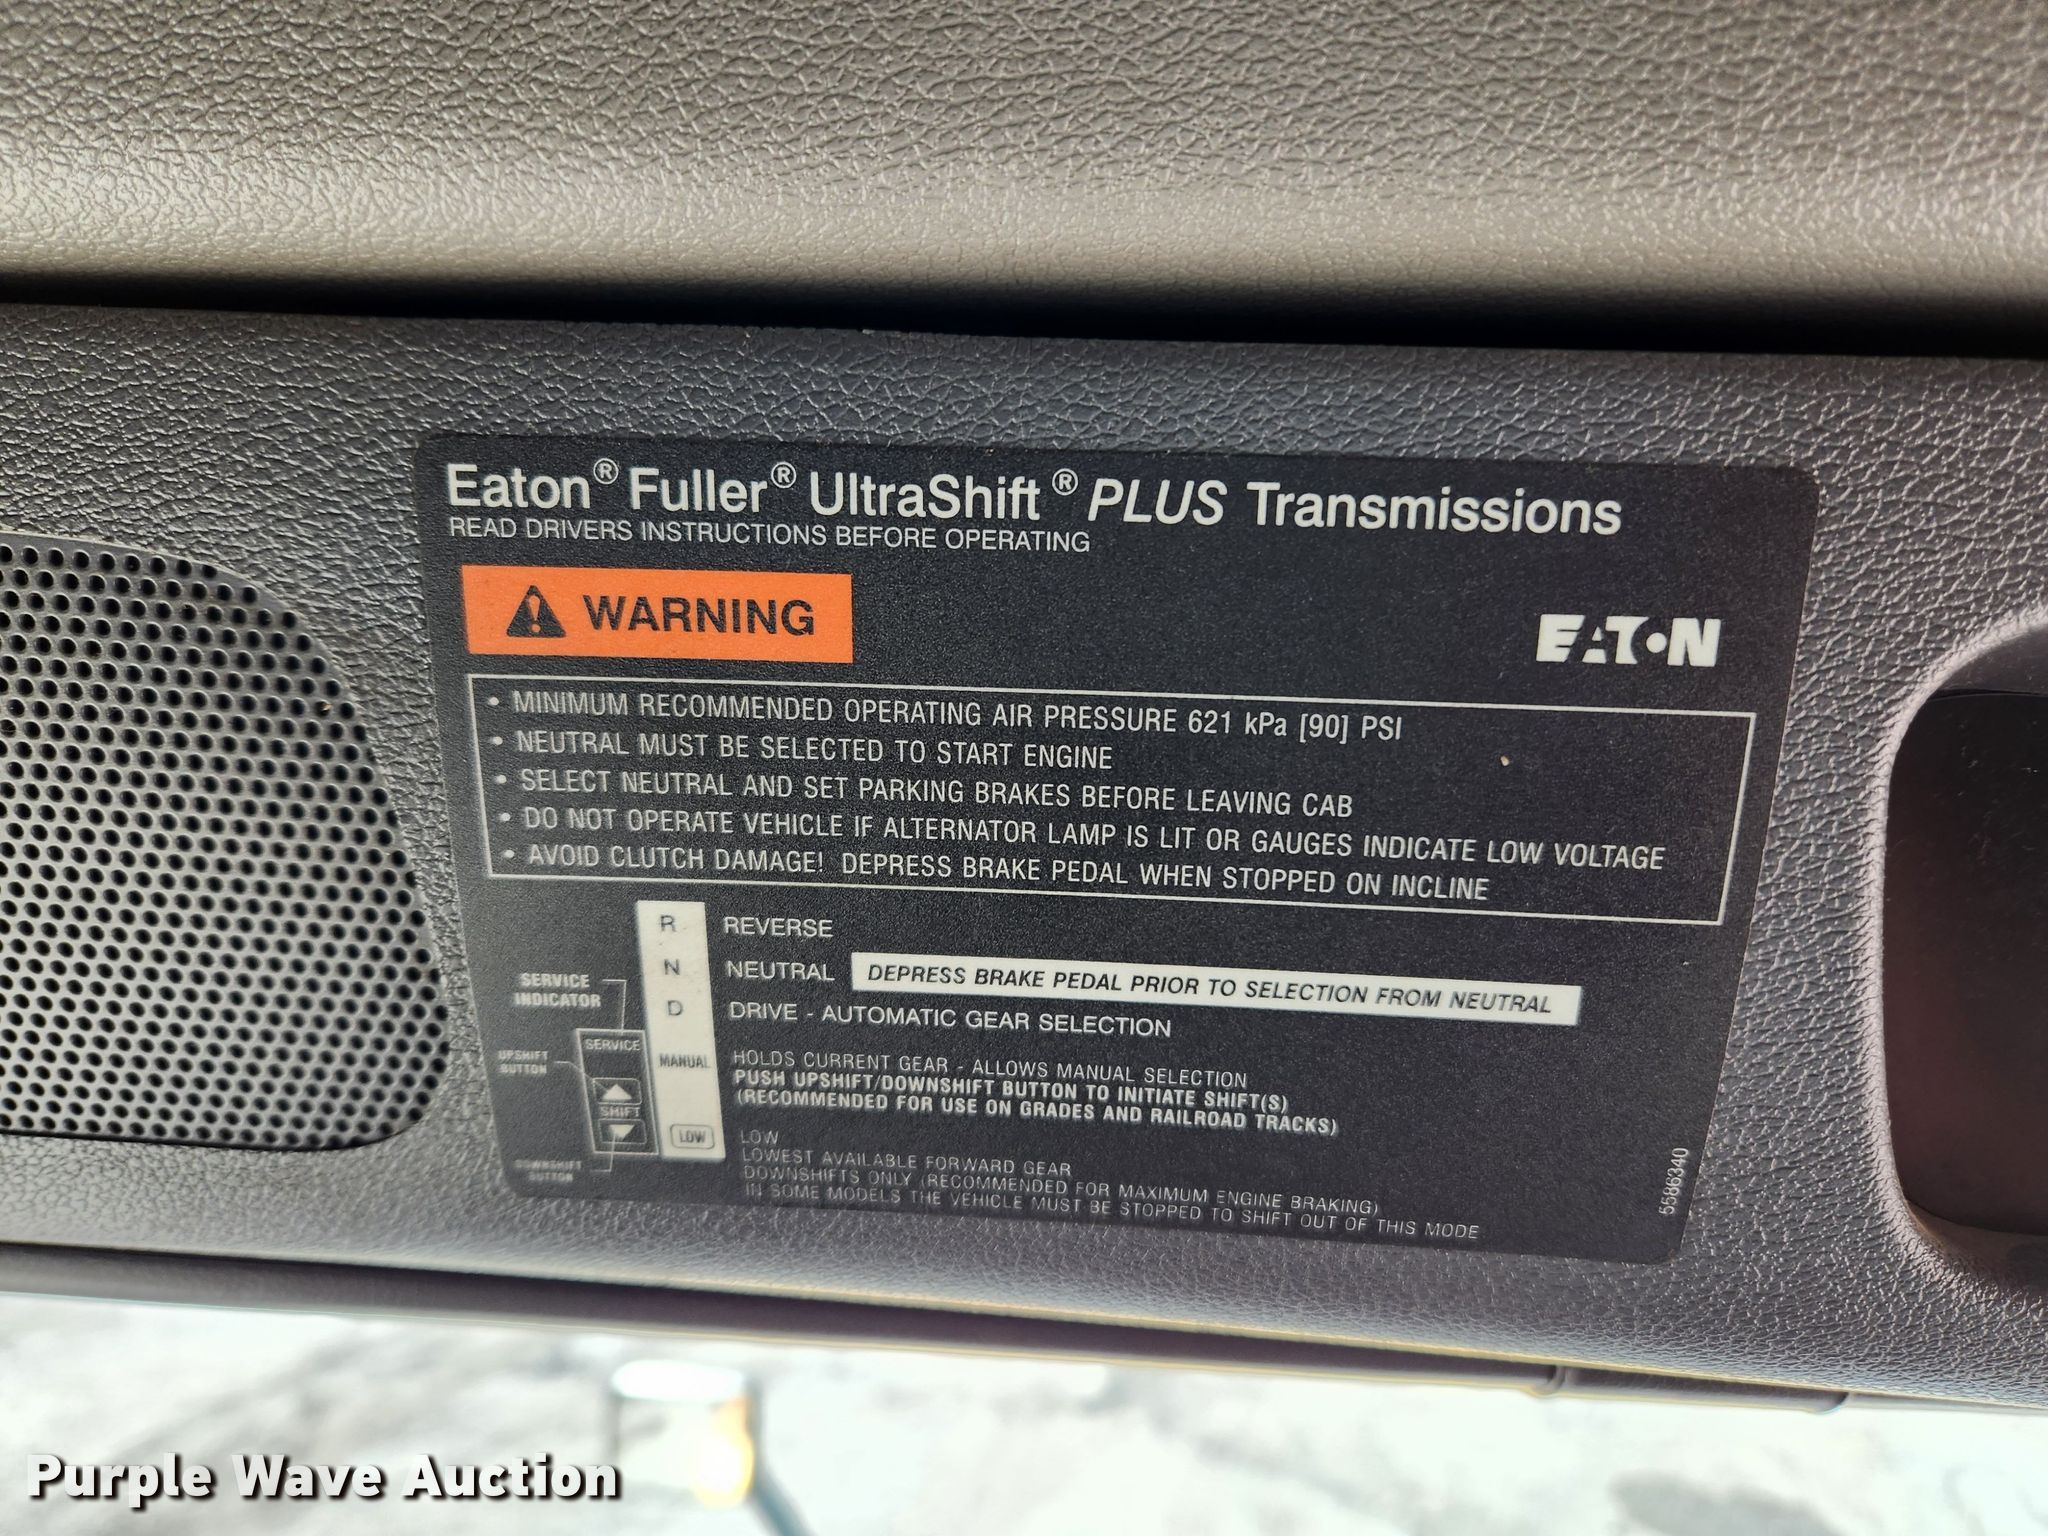 Eaton® Fuller® UltraShift® PLUS Transmissions
READ DRIVERS INSTRUCTIONS BEFORE OPERATING
WARNING
EATON
• MINIMUM RECOMMENDED OPERATING AIR PRESSURE 621 kPa [90] PSI
• NEUTRAL MUST BE SELECTED TO START ENGINE
• SELECT NEUTRAL AND SET PARKING BRAKES BEFORE LEAVING CAB
• DO NOT OPERATE VEHICLE IF ALTERNATOR LAMP IS LIT OR GAUGES INDICATE LOW VOLTAGE
• AVOID CLUTCH DAMAGE! DEPRESS BRAKE PEDAL WHEN STOPPED ON INCLINE
R REVERSE
N NEUTRAL DEPRESS BRAKE PEDAL PRIOR TO SELECTION FROM NEUTRAL
D DRIVE - AUTOMATIC GEAR SELECTION
SERVICE
INDICATOR
SERVICE
UPSHIFT
BUTTON
SHIFT
DOWNSHIFT
BUTTON
MANUAL HOLDS CURRENT GEAR - ALLOWS MANUAL SELECTION
PUSH UPSHIFT/DOWNSHIFT BUTTON TO INITIATE SHIFT(S)
(RECOMMENDED FOR USE ON GRADES AND RAILROAD TRACKS)
LOW LOW
LOWEST AVAILABLE FORWARD GEAR
DOWNSHIFTS ONLY (RECOMMENDED FOR MAXIMUM ENGINE BRAKING)
IN SOME MODELS THE VEHICLE MUST BE STOPPED TO SHIFT OUT OF THIS MODE
5586340
Purple Wave Auction